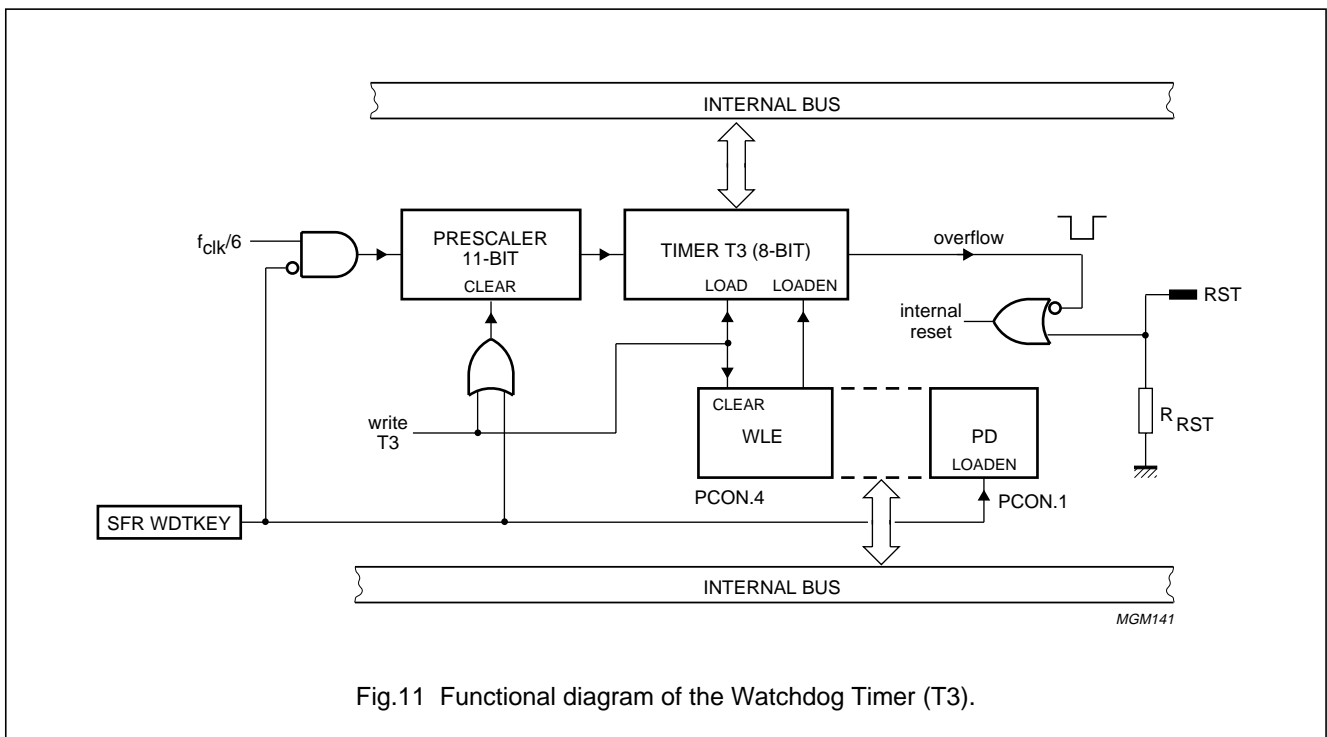 INTERNAL BUS
fclk/6
PRESCALER
11-BIT
CLEAR
TIMER T3 (8-BIT)
LOAD LOADEN
overflow
internal
reset
RST
RRST
write
T3
CLEAR
WLE
PD
LOADEN
PCON.4
PCON.1
SFR WDTKEY
INTERNAL BUS
MGM141
Fig.11 Functional diagram of the Watchdog Timer (T3).